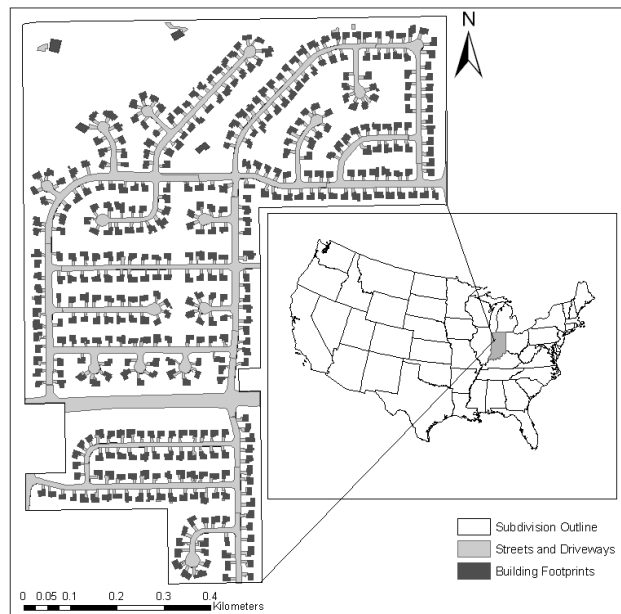 N
Subdivision Outline
Streets and Driveways
Building Footprints
0 0.05 0.1 0.2 0.3 0.4
Kilometers